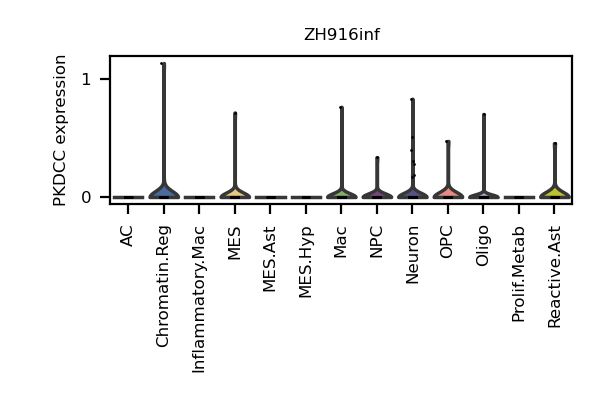 ZH916inf
PKDCC expression
1
0
AC
Chromatin.Reg
Inflammatory.Mac
MES
MES.Ast
MES.Hyp
Mac
NPC
Neuron
OPC
Oligo
Prolif.Metab
Reactive.Ast